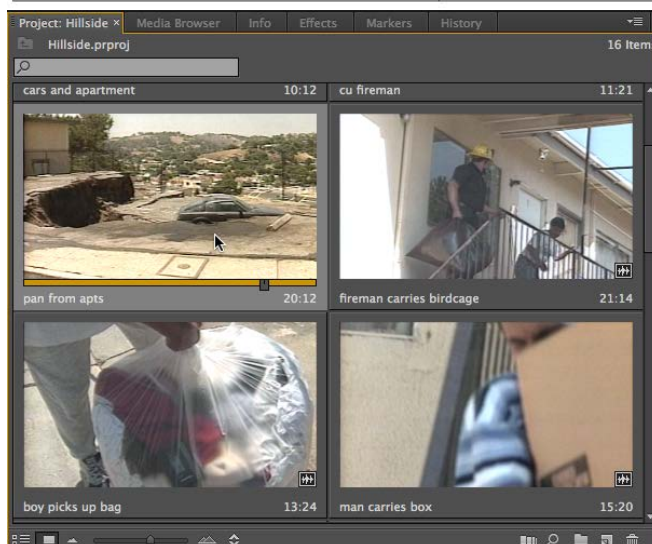 Project: Hillside × Media Browser Info Effects Markers History
Hillside.prproj 16 Item
cars and apartment 10:12 cu fireman 11:21
pan from apts 20:12 fireman carries birdcage 21:14
boy picks up bag 13:24 man carries box 15:20